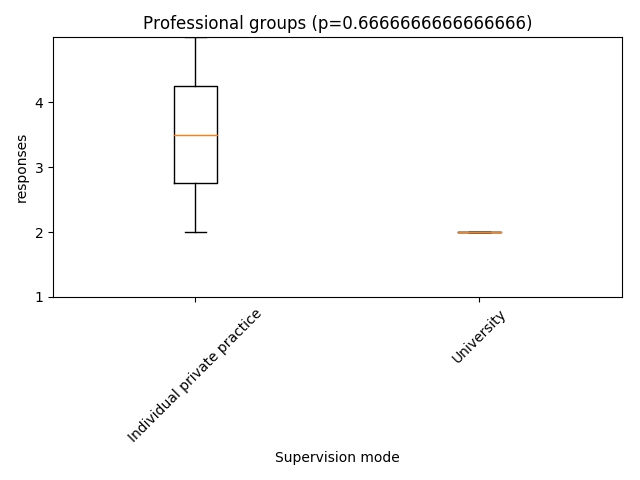 Professional groups (p=0.6666666666666666)
responses
4
3
2
1
Individual private practice
University
Supervision mode